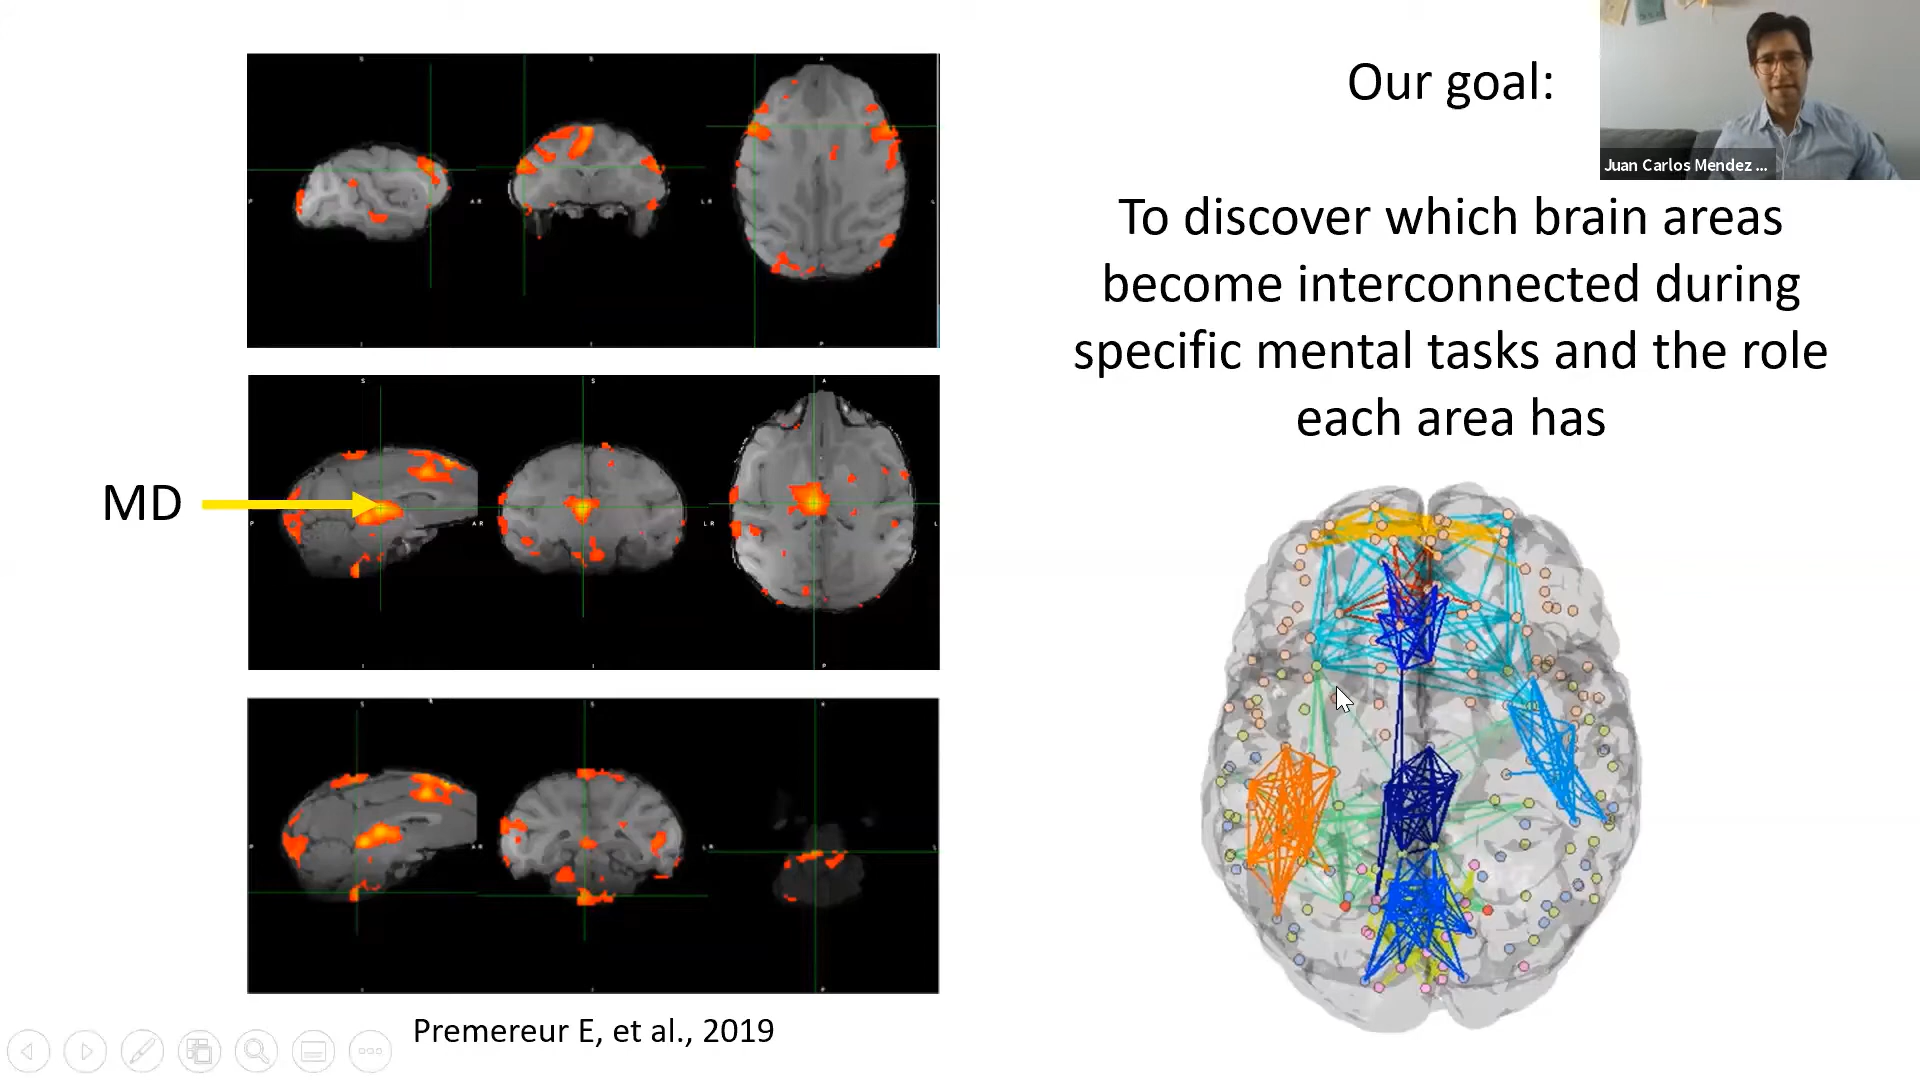 Our goal:
Juan Carlos Mendez ...
To discover which brain areas
become interconnected during
specific mental tasks and the role
each area has
MD
Premereur E, et al., 2019